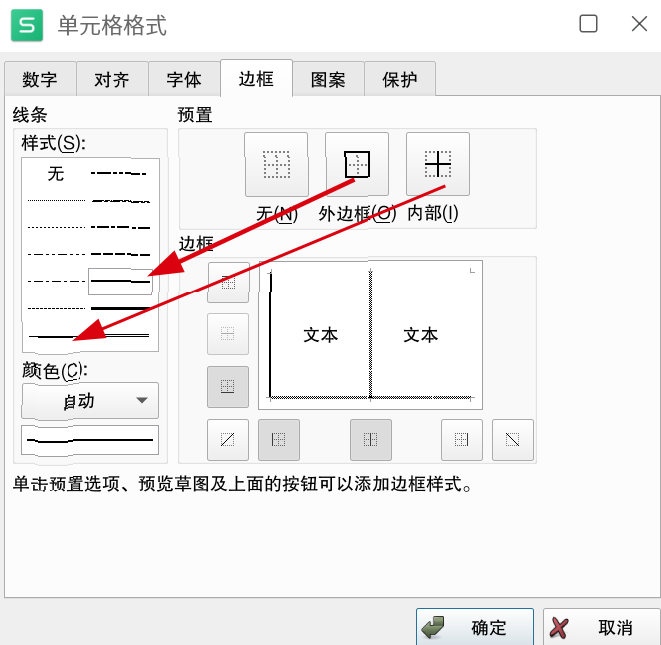 单元格格式
数字 对齐 字体 边框 图案 保护
线条 预置
样式(S):
无
无(N) 外边框(O) 内部(I)
边框
文本 文本
颜色(C):
自动
单击预置选项、预览草图及上面的按钮可以添加边框样式。
确定 取消